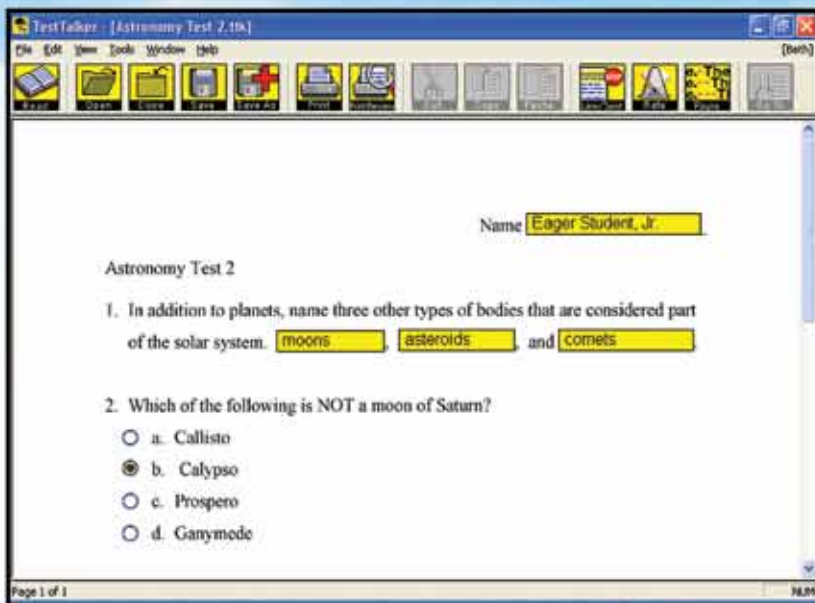 TestTalker - [Astronomy Test 2.ttk]
File Edit View Tools Window Help [Beth]
Read Open Close Save Save As Print Rate
Name Eager Student, Jr.
Astronomy Test 2
1. In addition to planets, name three other types of bodies that are considered part
of the solar system. moons, asteroids, and comets
2. Which of the following is NOT a moon of Saturn?
a. Callisto
b. Calypso
c. Prospero
d. Ganymede
Page 1 of 1 NUM